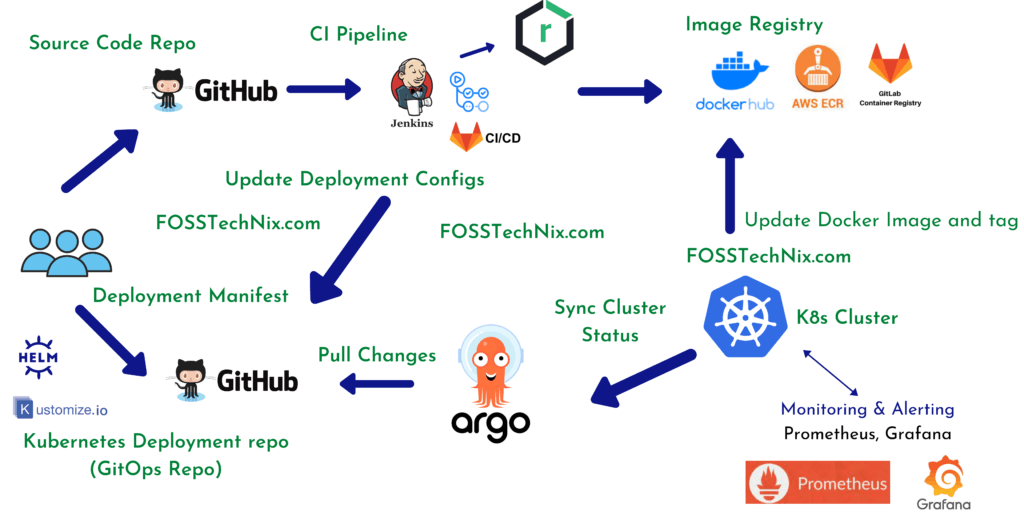 Source Code Repo
GitHub
CI Pipeline
Jenkins
CI/CD
r
Image Registry
dockerhub
AWS ECR
GitLab
Container Registry
Update Deployment Configs
FOSSTechNix.com
FOSSTechNix.com
Update Docker Image and tag
FOSSTechNix.com
Deployment Manifest
Sync Cluster
Status
K8s Cluster
HELM
Kustomize.io
GitHub
Pull Changes
argo
Kubernetes Deployment repo
(GitOps Repo)
Monitoring & Alerting
Prometheus, Grafana
Prometheus
Grafana